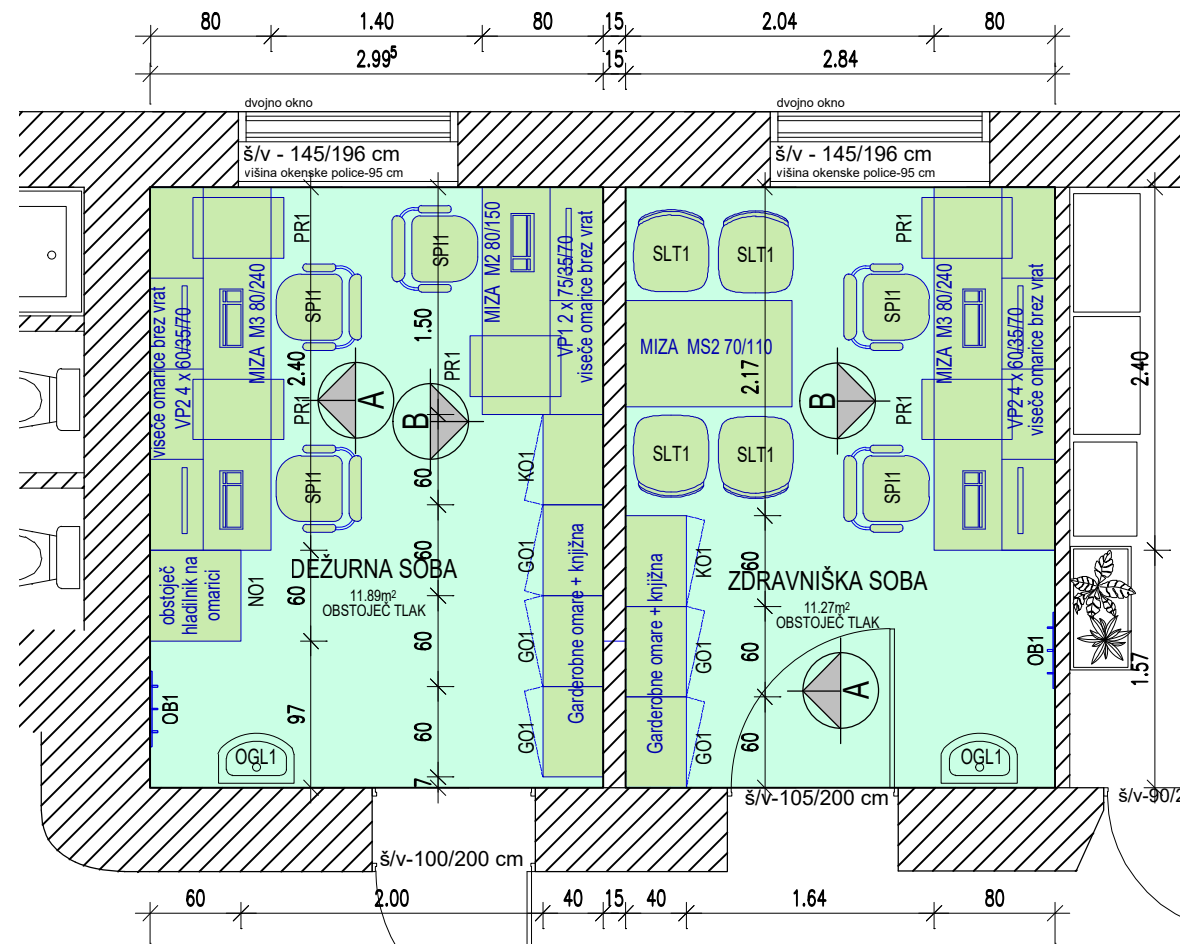 80
1.40
80
15
2.04
80
2.99⁵
15
2.84
dvojno okno
dvojno okno
š/v - 145/196 cm
višina okenske police-95 cm
š/v - 145/196 cm
višina okenske police-95 cm
PR1
SPI1
SPI1
MIZA M3 80/240
VP2 4 x 60/35/70
viseče omarice brez vrat
2.40
PR1
A
SPI1
MIZA M2 80/150
VP1 2 x 75/35/70
viseče omarice brez vrat
1.50
PR1
B
SLT1
SLT1
MIZA MS2 70/110
2.17
SLT1
SLT1
PR1
SPI1
MIZA M3 80/240
VP2 4 x 60/35/70
viseče omarice brez vrat
B
PR1
SPI1
2.40
60
KO1
DEŽURNA SOBA
11.89m²
OBSTOJEČ TLAK
obstoječ
hladilnik na
omarici
NO1
60
60
GO1
Garderobne omare + knjižna
60
GO1
60
GO1
7
97
OB1
OGL1
Garderobne omare + knjižna
KO1
60
GO1
60
GO1
60
ZDRAVNIŠKA SOBA
11.27m²
OBSTOJEČ TLAK
A
OB1
OGL1
1.57
š/v-105/200 cm
š/v-90/2
š/v-100/200 cm
60
2.00
40
15
40
1.64
80